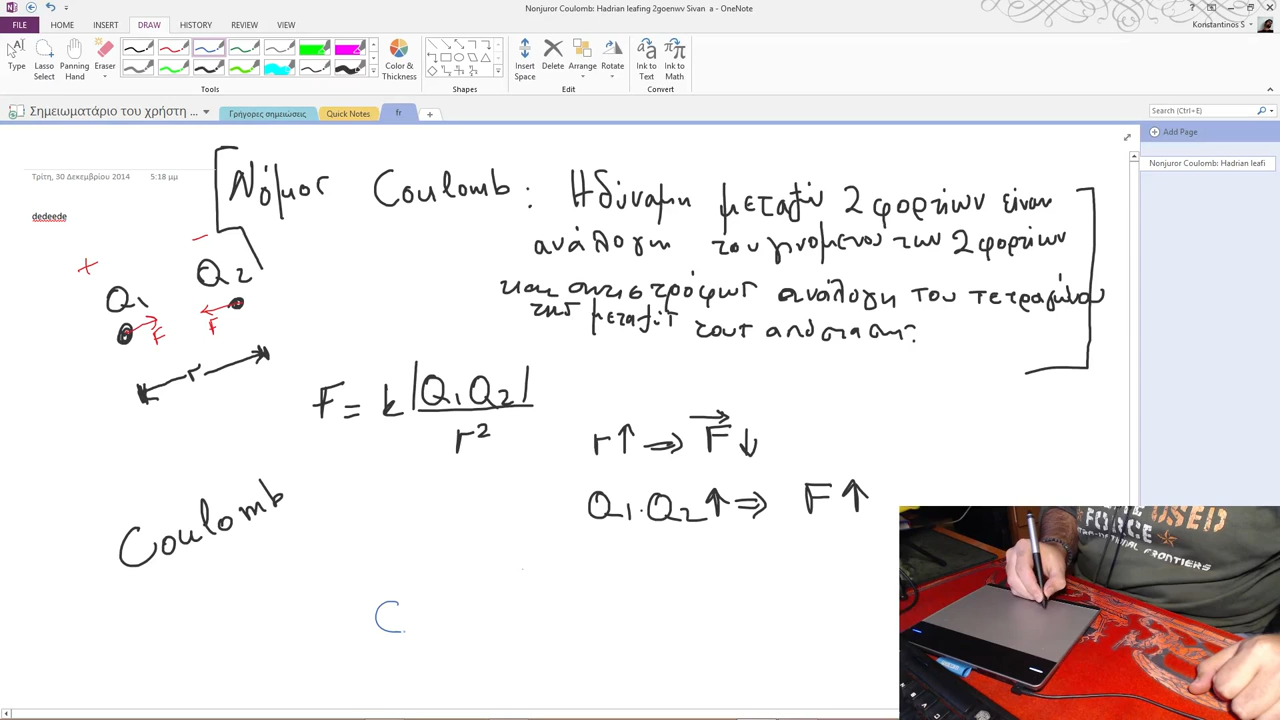 Nonjuror Coulomb: Hadrian leafing 2goenwv Sivan a - OneNote
FILE HOME INSERT DRAW HISTORY REVIEW VIEW
Konstantinos S
Type Lasso Select Panning Hand Eraser Color & Thickness Insert Space Delete Arrange Rotate Ink to Text Ink to Math
Tools Shapes Edit Convert
Σημειωματάριο του χρήστη ... Γρήγορες σημειώσεις Quick Notes fr
Search (Ctrl+E)
Add Page
Nonjuror Coulomb: Hadrian leafi
Τρίτη, 30 Δεκεμβρίου 2014 5:18 μμ
dedeede
Νόμος Coulomb: Η δύναμη μεταξύ 2 φορτίων είναι
ανάλογη του γινομένου των 2 φορτίων
και αντιστρόφως ανάλογη του τετραγώνου
της μεταξύ τους απόστασης
+ −
Q1 Q2
F F
r
F = k |Q1Q2| / r²
r↑ ⇒ F↓
Q1·Q2↑ ⇒ F↑
Coulomb
C
USED
FORCE
FRONTIERS